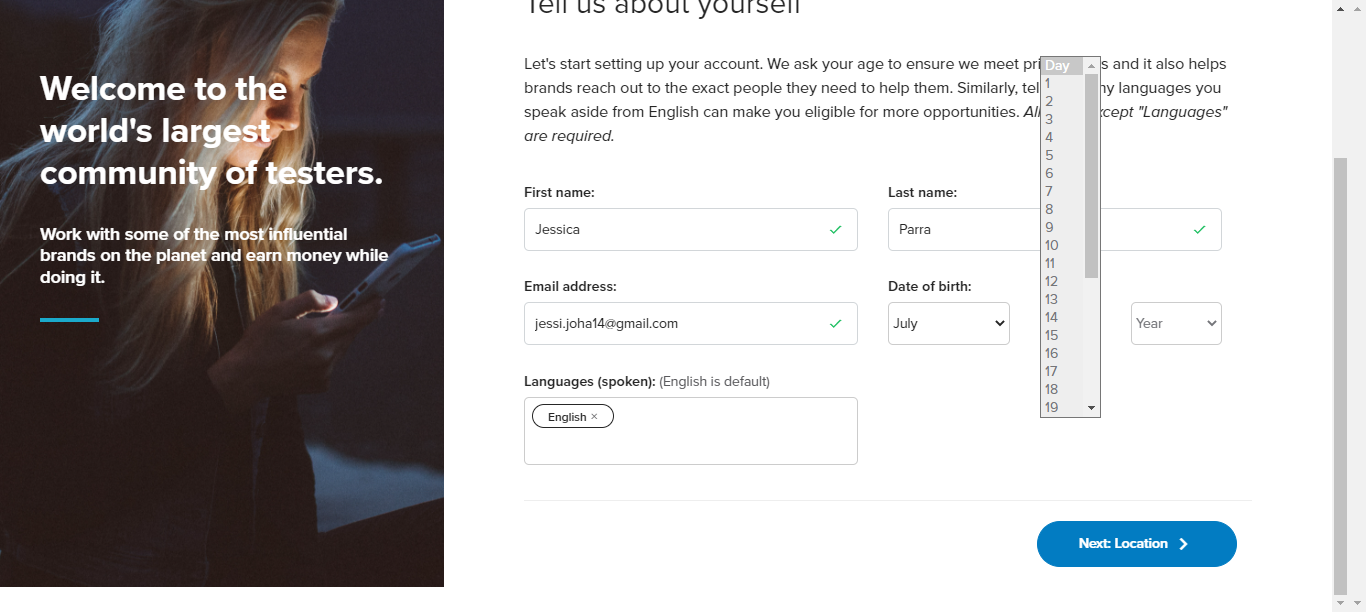 Welcome to the
world's largest
community of testers.
Work with some of the most influential
brands on the planet and earn money while
doing it.
Tell us about yourself
Let's start setting up your account. We ask your age to ensure we meet pri s and it also helps
brands reach out to the exact people they need to help them. Similarly, tel ny languages you
speak aside from English can make you eligible for more opportunities. Al cept "Languages"
are required.
First name:
Last name:
Jessica
Parra
Email address:
Date of birth:
jessi.joha14@gmail.com
July
Year
Day
1
2
3
4
5
6
7
8
9
10
11
12
13
14
15
16
17
18
19
Languages (spoken): (English is default)
English ×
Next: Location